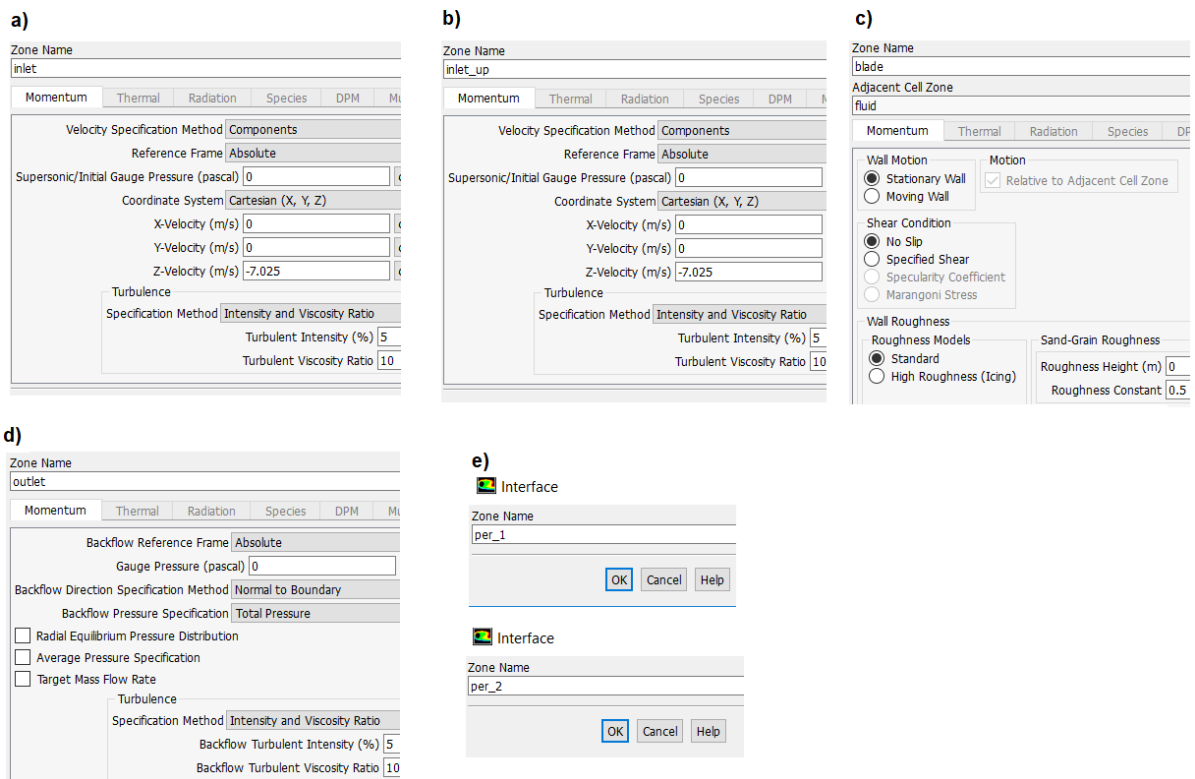 a)
Zone Name
inlet
Momentum Thermal Radiation Species DPM
Velocity Specification Method Components
Reference Frame Absolute
Supersonic/Initial Gauge Pressure (pascal) 0
Coordinate System Cartesian (X, Y, Z)
X-Velocity (m/s) 0
Y-Velocity (m/s) 0
Z-Velocity (m/s) -7.025
Turbulence
Specification Method Intensity and Viscosity Ratio
Turbulent Intensity (%) 5
Turbulent Viscosity Ratio 10
b)
Zone Name
inlet_up
Momentum Thermal Radiation Species DPM
Velocity Specification Method Components
Reference Frame Absolute
Supersonic/Initial Gauge Pressure (pascal) 0
Coordinate System Cartesian (X, Y, Z)
X-Velocity (m/s) 0
Y-Velocity (m/s) 0
Z-Velocity (m/s) -7.025
Turbulence
Specification Method Intensity and Viscosity Ratio
Turbulent Intensity (%) 5
Turbulent Viscosity Ratio 10
c)
Zone Name
blade
Adjacent Cell Zone
fluid
Momentum Thermal Radiation Species
Wall Motion Motion
Stationary Wall Relative to Adjacent Cell Zone
Moving Wall
Shear Condition
No Slip
Specified Shear
Specularity Coefficient
Marangoni Stress
Wall Roughness
Roughness Models Sand-Grain Roughness
Standard Roughness Height (m) 0
High Roughness (Icing) Roughness Constant 0.5
d)
Zone Name
outlet
Momentum Thermal Radiation Species DPM
Backflow Reference Frame Absolute
Gauge Pressure (pascal) 0
Backflow Direction Specification Method Normal to Boundary
Backflow Pressure Specification Total Pressure
Radial Equilibrium Pressure Distribution
Average Pressure Specification
Target Mass Flow Rate
Turbulence
Specification Method Intensity and Viscosity Ratio
Backflow Turbulent Intensity (%) 5
Backflow Turbulent Viscosity Ratio 10
e)
Interface
Zone Name
per_1
OK Cancel Help
Interface
Zone Name
per_2
OK Cancel Help